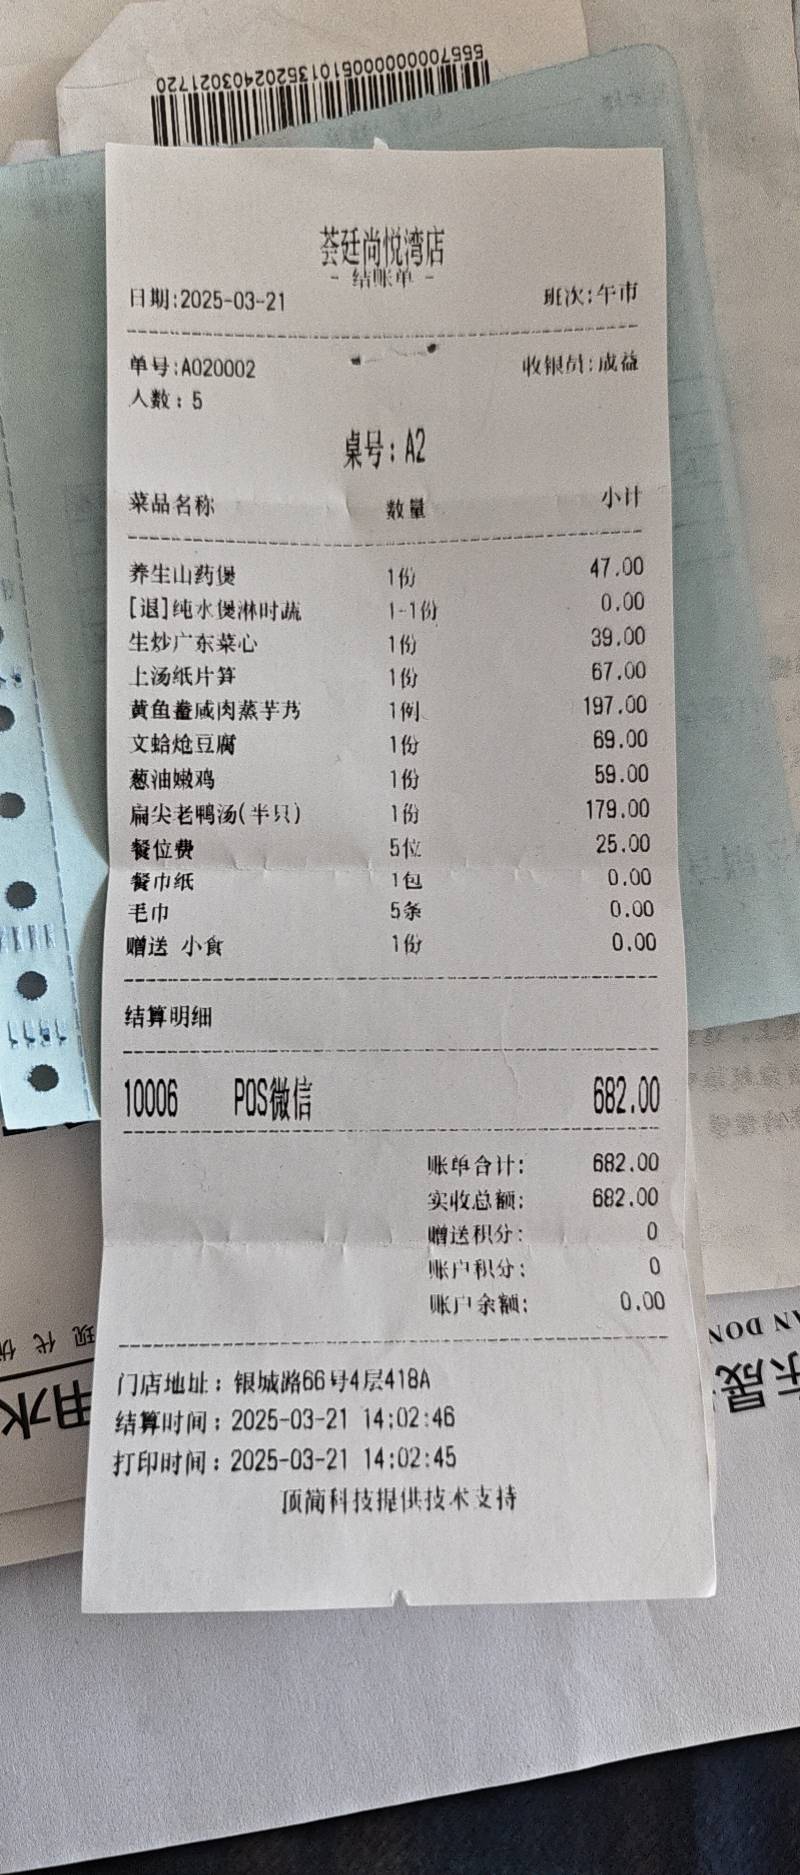 5557000000000510135202403021720
荟廷尚悦湾店
- 结账单 -
日期:2025-03-21 班次:午市
单号:A020002 收银员:成益
人数: 5
桌号: A2
菜品名称 数量 小计
养生山药煲 1份 47.00
[退]纯水煲淋时蔬 1-1份 0.00
生炒广东菜心 1份 39.00
上汤纸片笋 1份 67.00
黄鱼鲞咸肉蒸芋艿 1例 197.00
文蛤炝豆腐 1份 69.00
葱油嫩鸡 1份 59.00
扁尖老鸭汤(半只) 1份 179.00
餐位费 5位 25.00
餐巾纸 1包 0.00
毛巾 5条 0.00
赠送 小食 1份 0.00
结算明细
10006 POS微信 682.00
账单合计: 682.00
实收总额: 682.00
赠送积分: 0
账户积分: 0
账户余额: 0.00
门店地址: 银城路66号4层418A
结算时间: 2025-03-21 14:02:46
打印时间: 2025-03-21 14:02:45
顶简科技提供技术支持